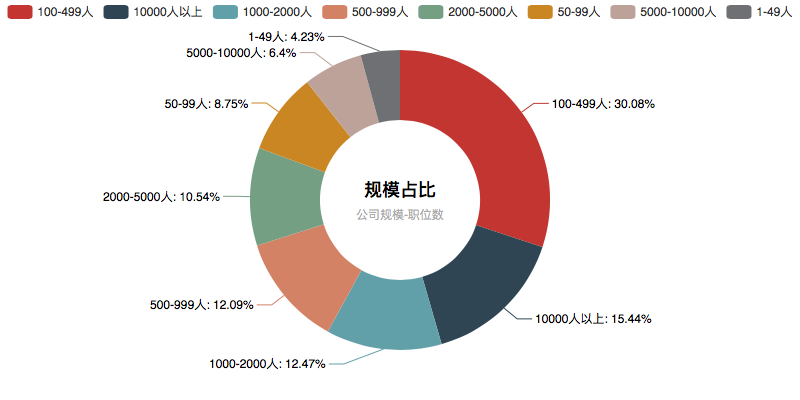 100-499人 10000人以上 1000-2000人 500-999人 2000-5000人 50-99人 5000-10000人 1-49人
1-49人: 4.23%
5000-10000人: 6.4%
50-99人: 8.75%
100-499人: 30.08%
规模占比
2000-5000人: 10.54%
公司规模-职位数
500-999人: 12.09%
10000人以上: 15.44%
1000-2000人: 12.47%